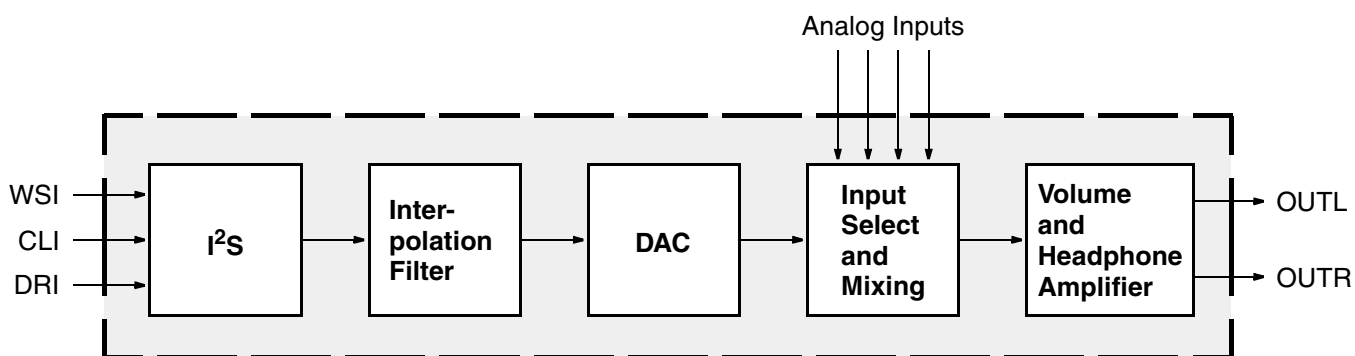 Analog Inputs
WSI
CLI
DRI
I²S
Inter-
polation
Filter
DAC
Input
Select
and
Mixing
Volume
and
Headphone
Amplifier
OUTL
OUTR